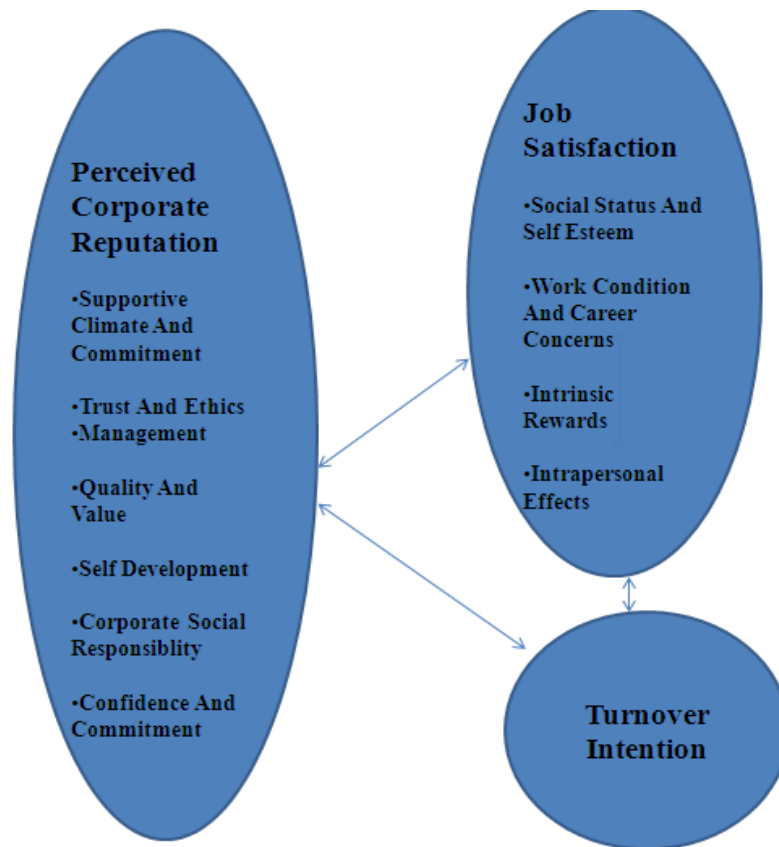 Perceived
Corporate
Reputation
•Supportive
Climate And
Commitment
•Trust And Ethics
•Management
•Quality And
Value
•Self Development
•Corporate Social
Responsiblity
•Confidence And
Commitment
Job
Satisfaction
•Social Status And
Self Esteem
•Work Condition
And Career
Concerns
•Intrinsic
Rewards
•Intrapersonal
Effects
Turnover
Intention